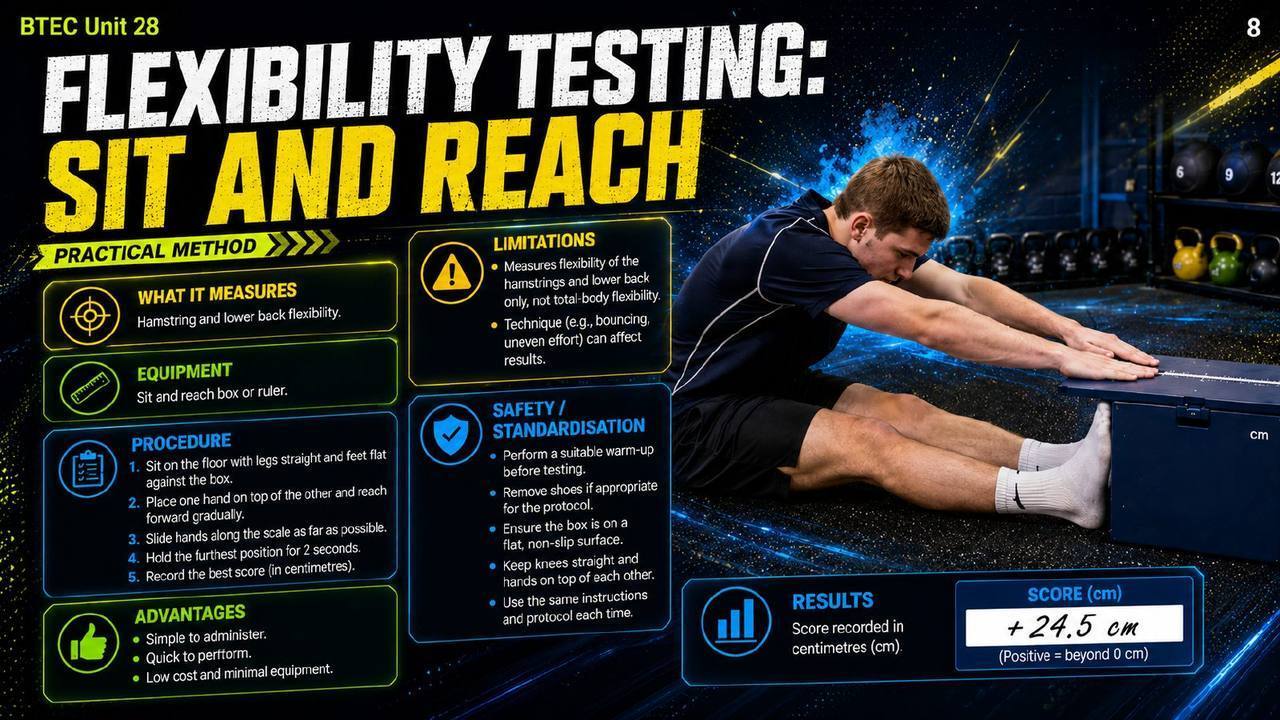 BTEC Unit 28
8
FLEXIBILITY TESTING:
SIT AND REACH
PRACTICAL METHOD
WHAT IT MEASURES
Hamstring and lower back flexibility.
EQUIPMENT
Sit and reach box or ruler.
PROCEDURE
1. Sit on the floor with legs straight and feet flat
against the box.
2. Place one hand on top of the other and reach
forward gradually.
3. Slide hands along the scale as far as possible.
4. Hold the furthest position for 2 seconds.
5. Record the best score (in centimetres).
ADVANTAGES
• Simple to administer.
• Quick to perftorm.
• Low cost and minimal equipment.
LIMITATIONS
• Measures flexibility of the
hamstrings and lower back
only, not total-body flexibility.
• Technique (e.g., bouncing,
uneven effort) can affect
results.
SAFETY /
STANDARDISATION
• Perform a suitable warm-up
before testing.
• Remove shoes if appropriate
for the protocol.
• Ensure the box is on a
flat, non-slip surface.
• Keep knees straight and
hands on top of each other.
• Use the same instructions
and protocol each time.
6
9
12
cm
RESULTS
Score recorded in
centimetres (cm).
SCORE (cm)
+ 24.5 cm
(Positive = beyond 0 cm)